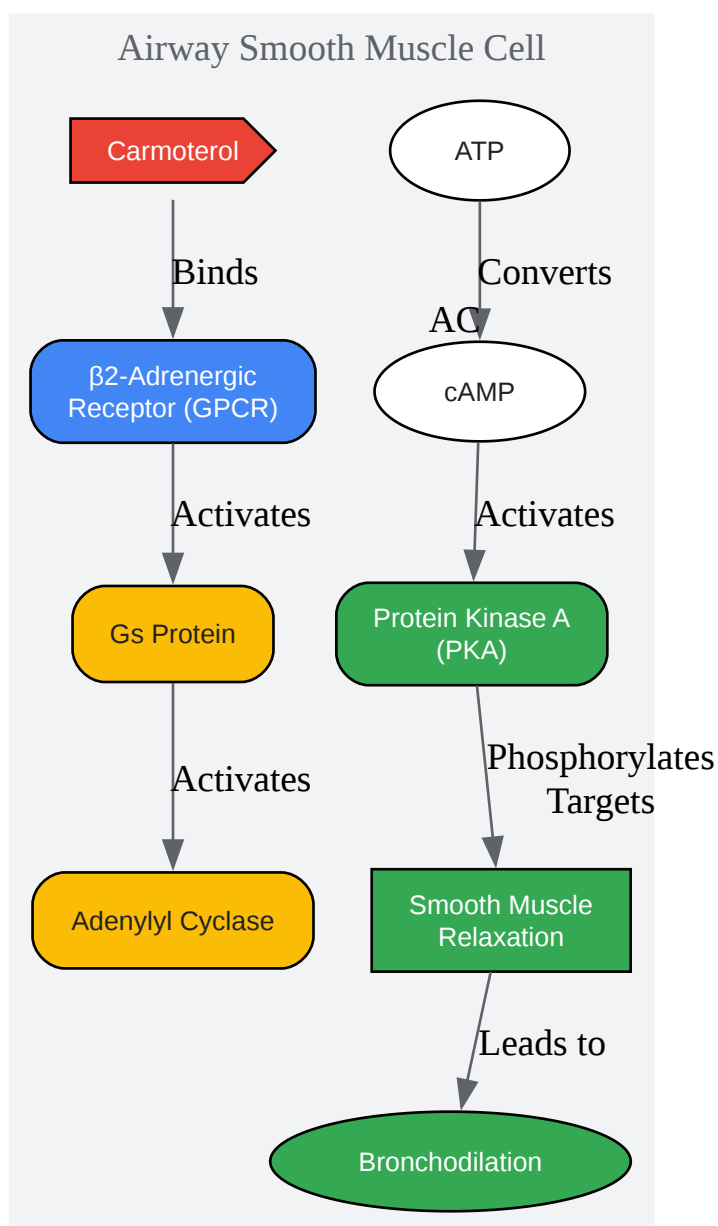 Airway Smooth Muscle Cell
Carmoterol
ATP
Binds
Converts
AC
β2-Adrenergic
Receptor (GPCR)
cAMP
Activates
Activates
Gs Protein
Protein Kinase A
(PKA)
Activates
Phosphorylates
Targets
Adenylyl Cyclase
Smooth Muscle
Relaxation
Leads to
Bronchodilation